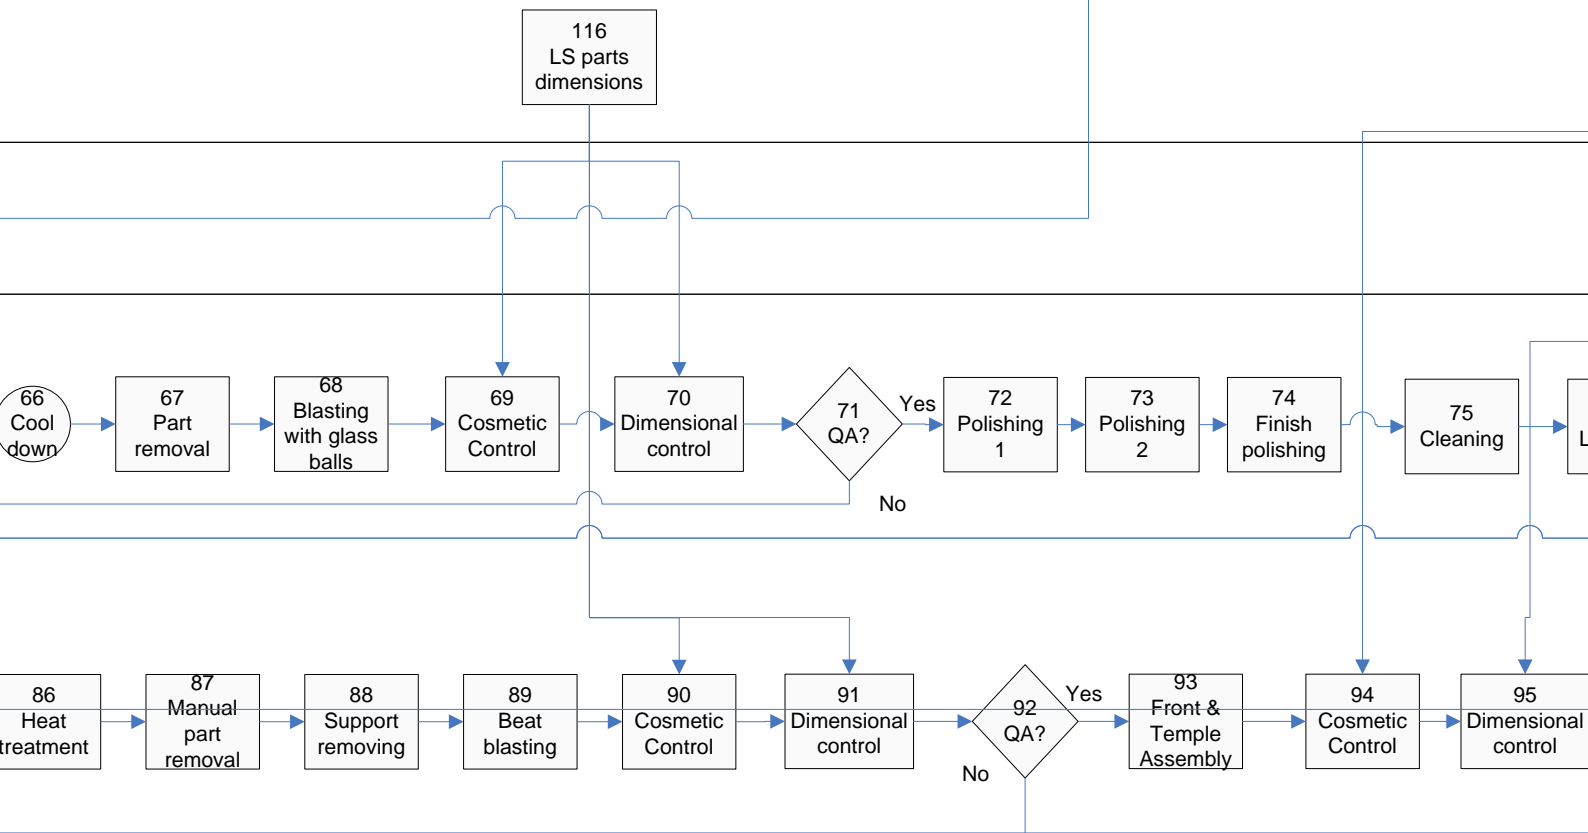 116
LS parts
dimensions
66
Cool
down
67
Part
removal
68
Blasting
with glass
balls
69
Cosmetic
Control
70
Dimensional
control
71
QA?
Yes
No
72
Polishing
1
73
Polishing
2
74
Finish
polishing
75
Cleaning
L
86
Heat
treatment
87
Manual
part
removal
88
Support
removing
89
Beat
blasting
90
Cosmetic
Control
91
Dimensional
control
92
QA?
Yes
No
93
Front &
Temple
Assembly
94
Cosmetic
Control
95
Dimensional
control